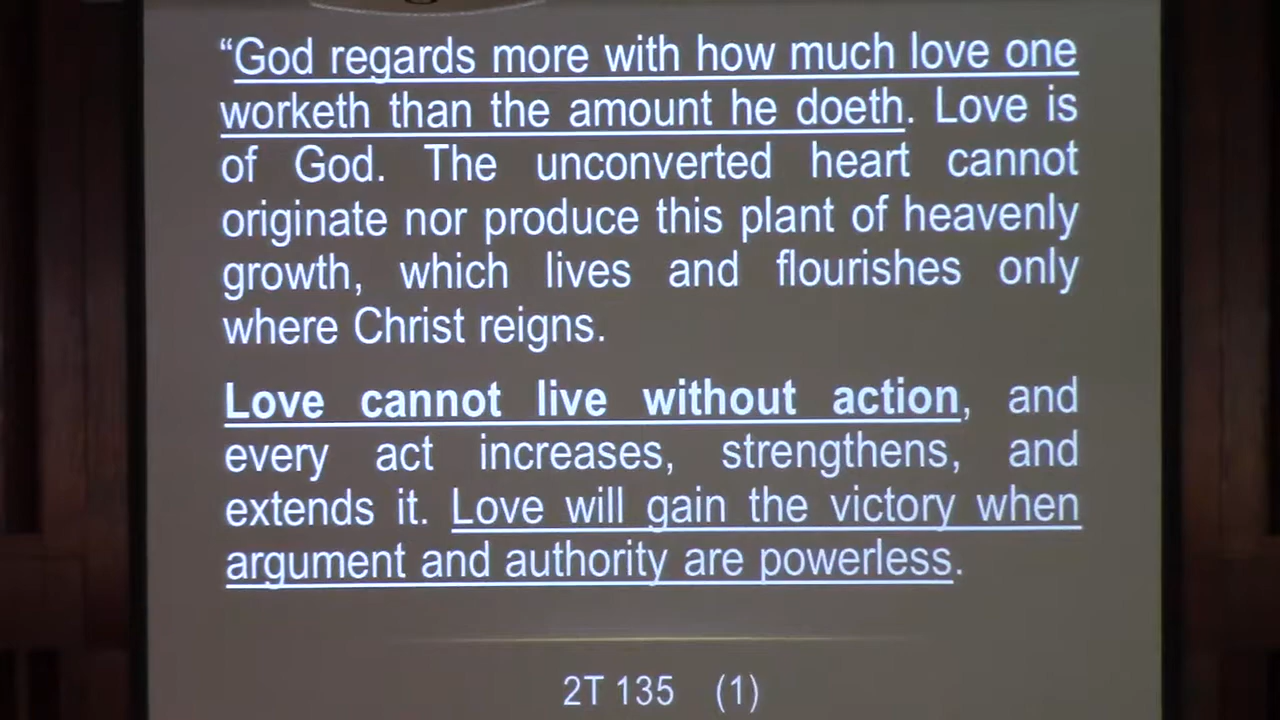 “God regards more with how much love one
worketh than the amount he doeth. Love is
of God. The unconverted heart cannot
originate nor produce this plant of heavenly
growth, which lives and flourishes only
where Christ reigns.
Love cannot live without action, and
every act increases, strengthens, and
extends it. Love will gain the victory when
argument and authority are powerless.
2T 135 (1)